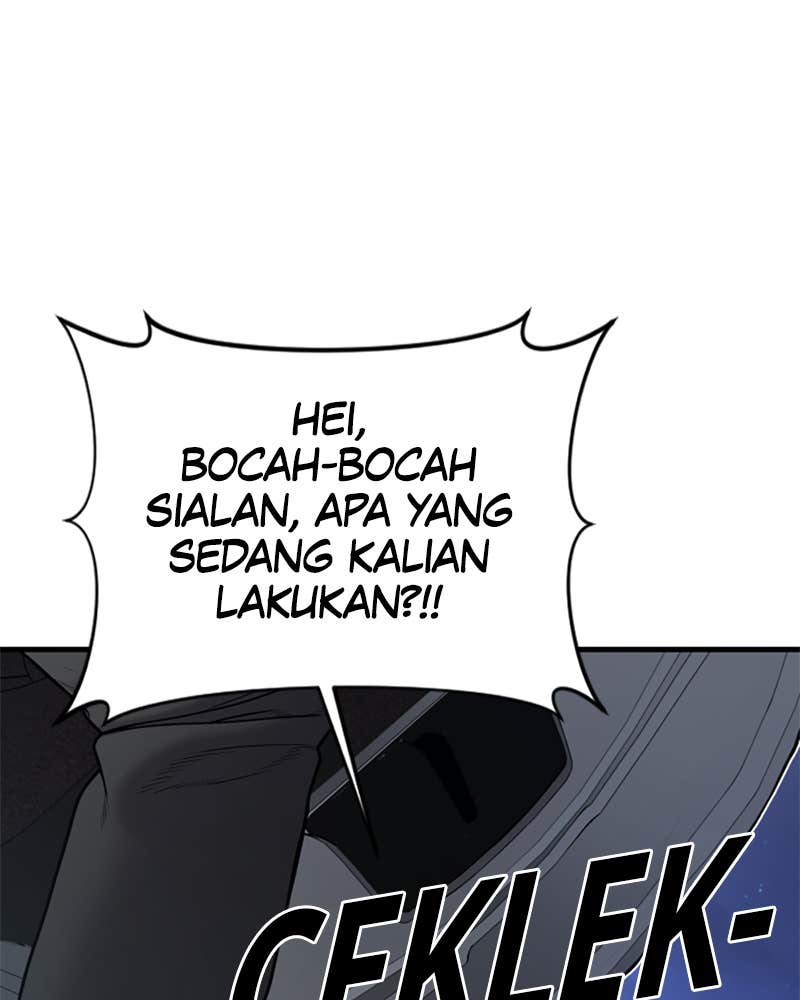 HEI,
BOCAH-BOCAH
SIALAN, APA YANG
SEDANG KALIAN
LAKUKAN?!!
CEKLEK-